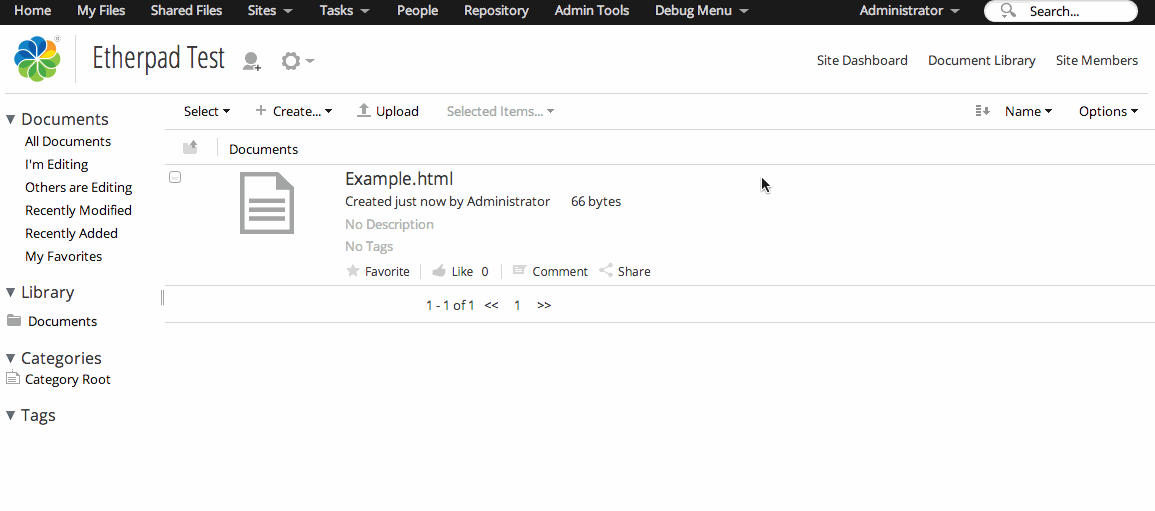 Home My Files Shared Files Sites Tasks People Repository Admin Tools Debug Menu Administrator Search...
Etherpad Test
Site Dashboard Document Library Site Members
Select Create... Upload Selected Items... Name Options
Documents
All Documents
I'm Editing
Others are Editing
Recently Modified
Recently Added
My Favorites
Library
Documents
Categories
Category Root
Tags
Documents
Example.html
Created just now by Administrator 66 bytes
No Description
No Tags
Favorite Like 0 Comment Share
1 - 1 of 1 << 1 >>